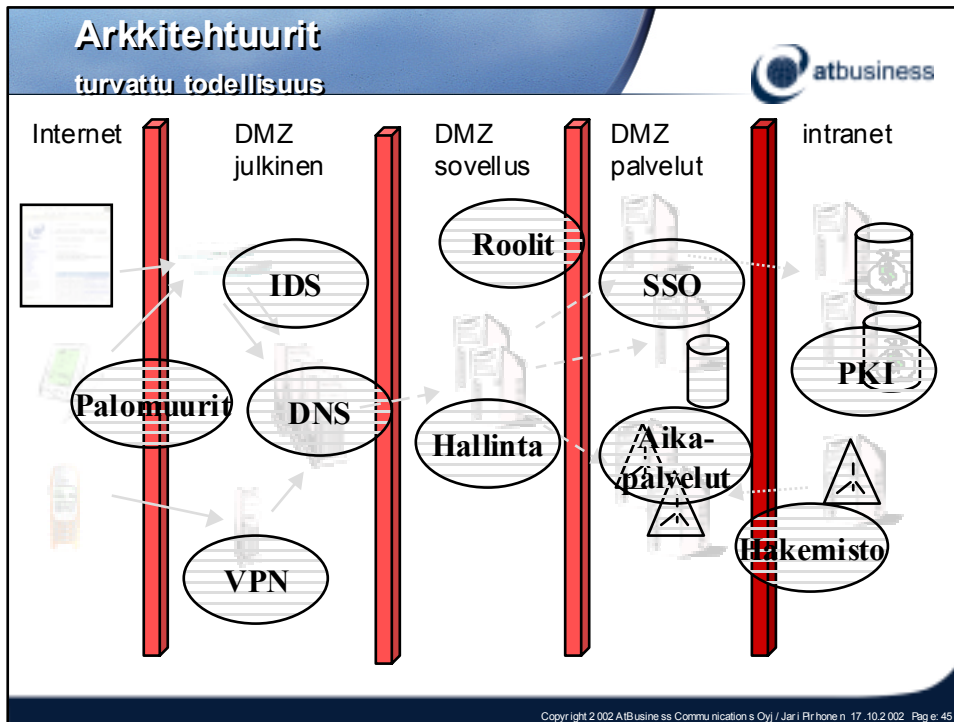 Arkkitehtuurit
turvattu todellisuus
atbusiness
Internet
DMZ
julkinen
DMZ
sovellus
DMZ
palvelut
intranet
Roolit
IDS
SSO
PKI
Palomuurit
DNS
Hallinta
Aika-
palvelut
Hakemisto
VPN
Copyright 2002 AtBusiness Communications Oyj / Jari Pirhonen 17.10.2002 Page: 45